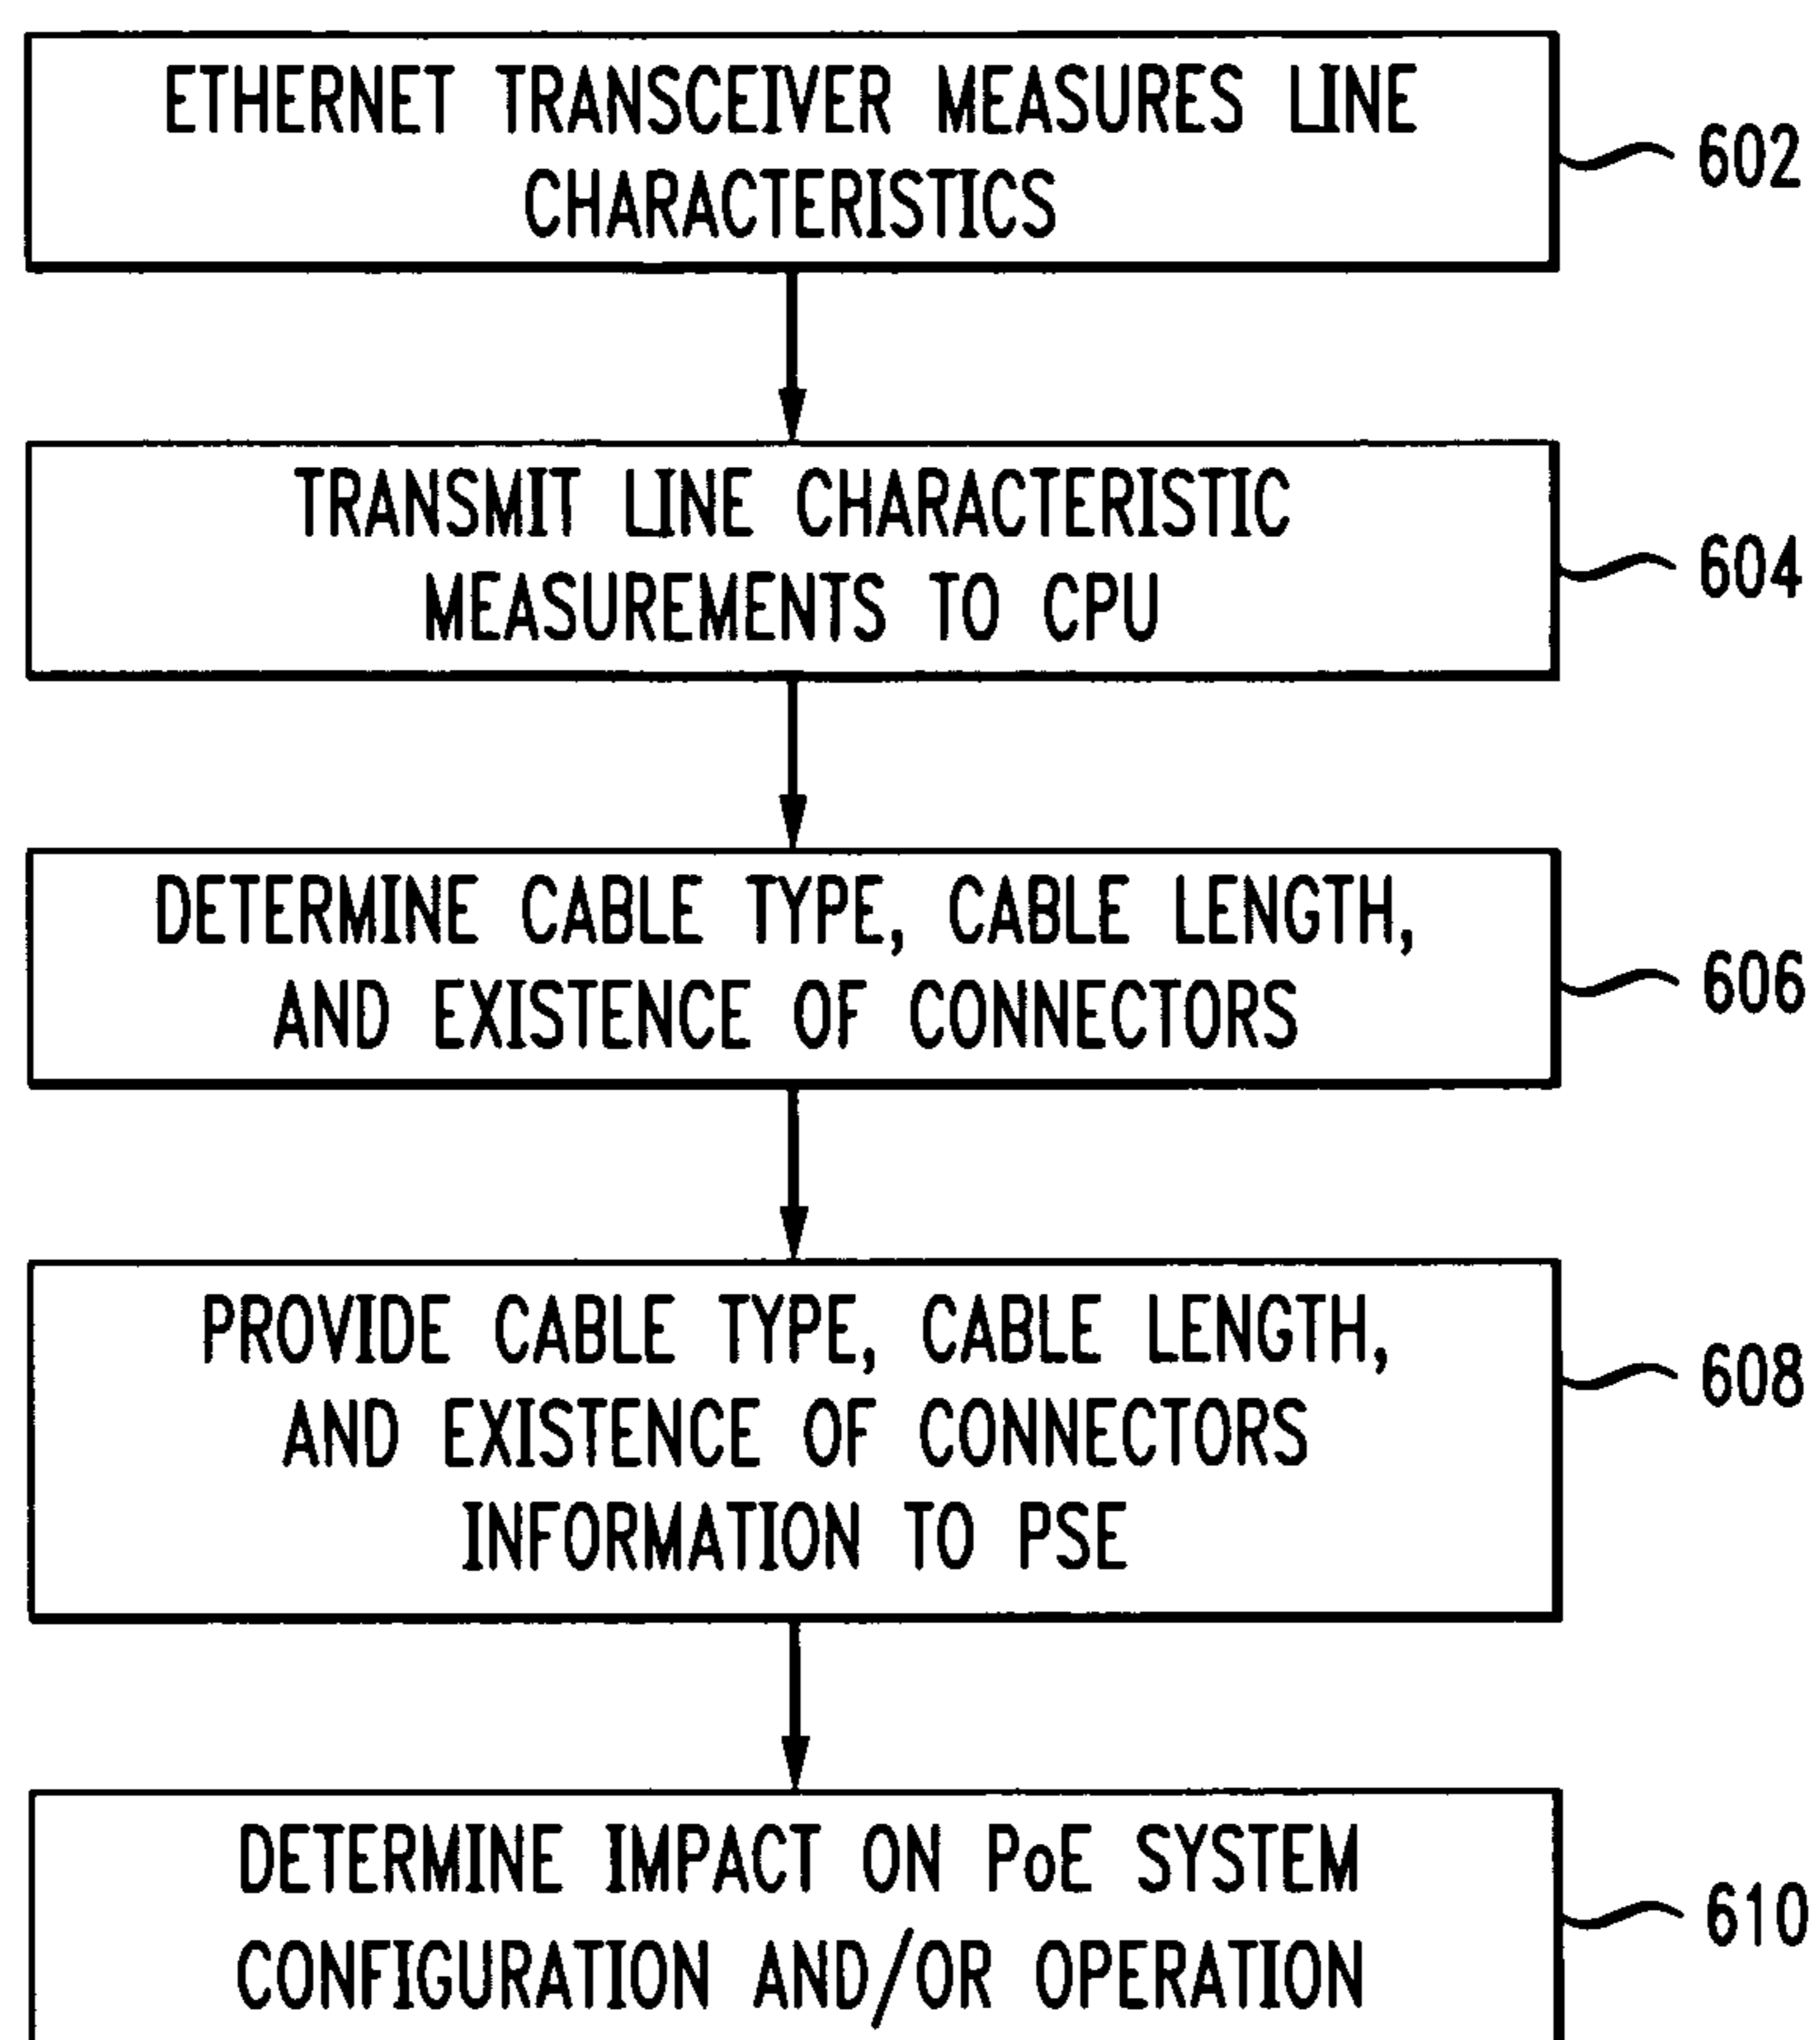 ETHERNET TRANSCEIVER MEASURES LINE
CHARACTERISTICS
602
TRANSMIT LINE CHARACTERISTIC
MEASUREMENTS TO CPU
604
DETERMINE CABLE TYPE, CABLE LENGTH,
AND EXISTENCE OF CONNECTORS
606
PROVIDE CABLE TYPE, CABLE LENGTH,
AND EXISTENCE OF CONNECTORS
INFORMATION TO PSE
608
DETERMINE IMPACT ON PoE SYSTEM
CONFIGURATION AND/OR OPERATION
610